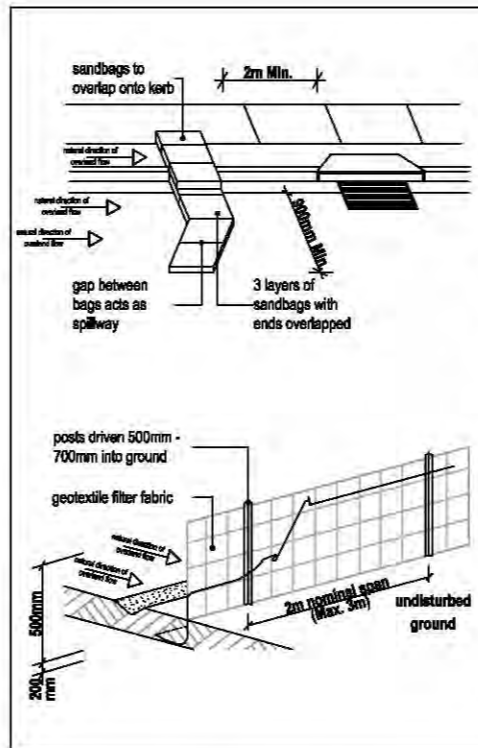 sandbags to
overlap onto kerb
2m Min.
natural direction of
overland flow
natural direction of
overland flow
natural direction of
overland flow
900mm Min.
gap between
bags acts as
spillway
3 layers of
sandbags with
ends overlapped
posts driven 500mm -
700mm into ground
geotextile filter fabric
natural direction of
overland flow
natural direction of
overland flow
500mm
200
mm
2m nominal span
(Max. 3m)
undisturbed
ground